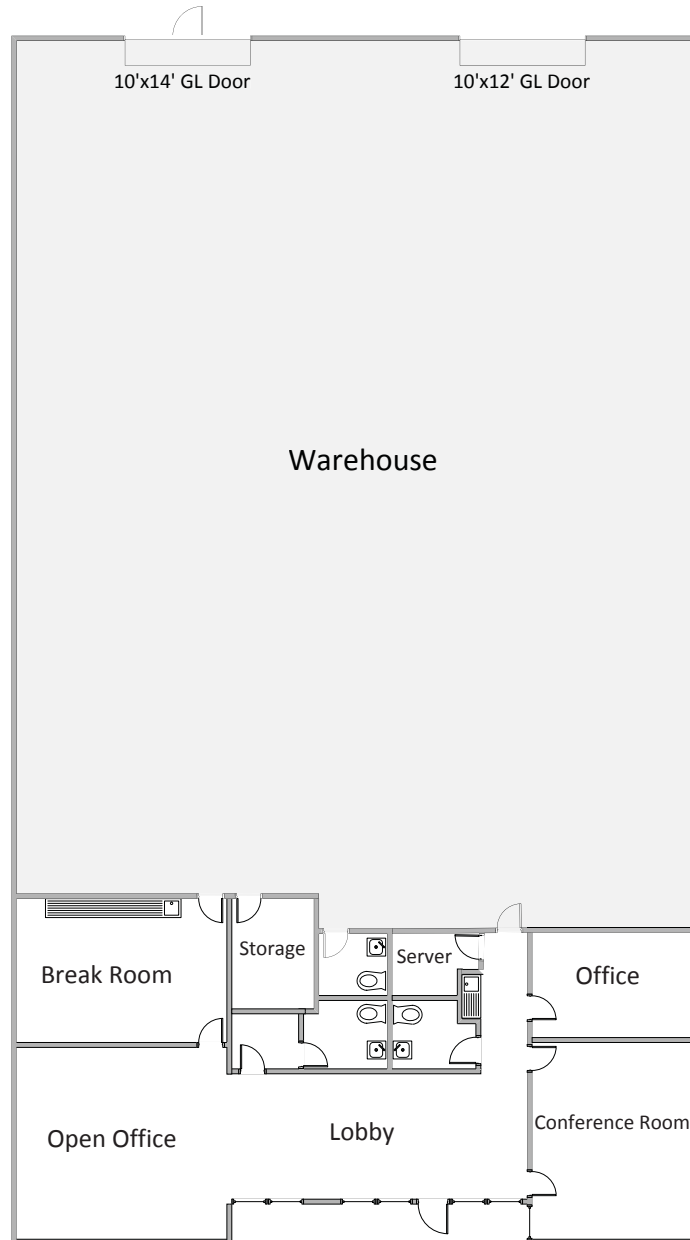 10'x14' GL Door
10'x12' GL Door
Warehouse
Storage
Server
Break Room
Office
Open Office
Lobby
Conference Room